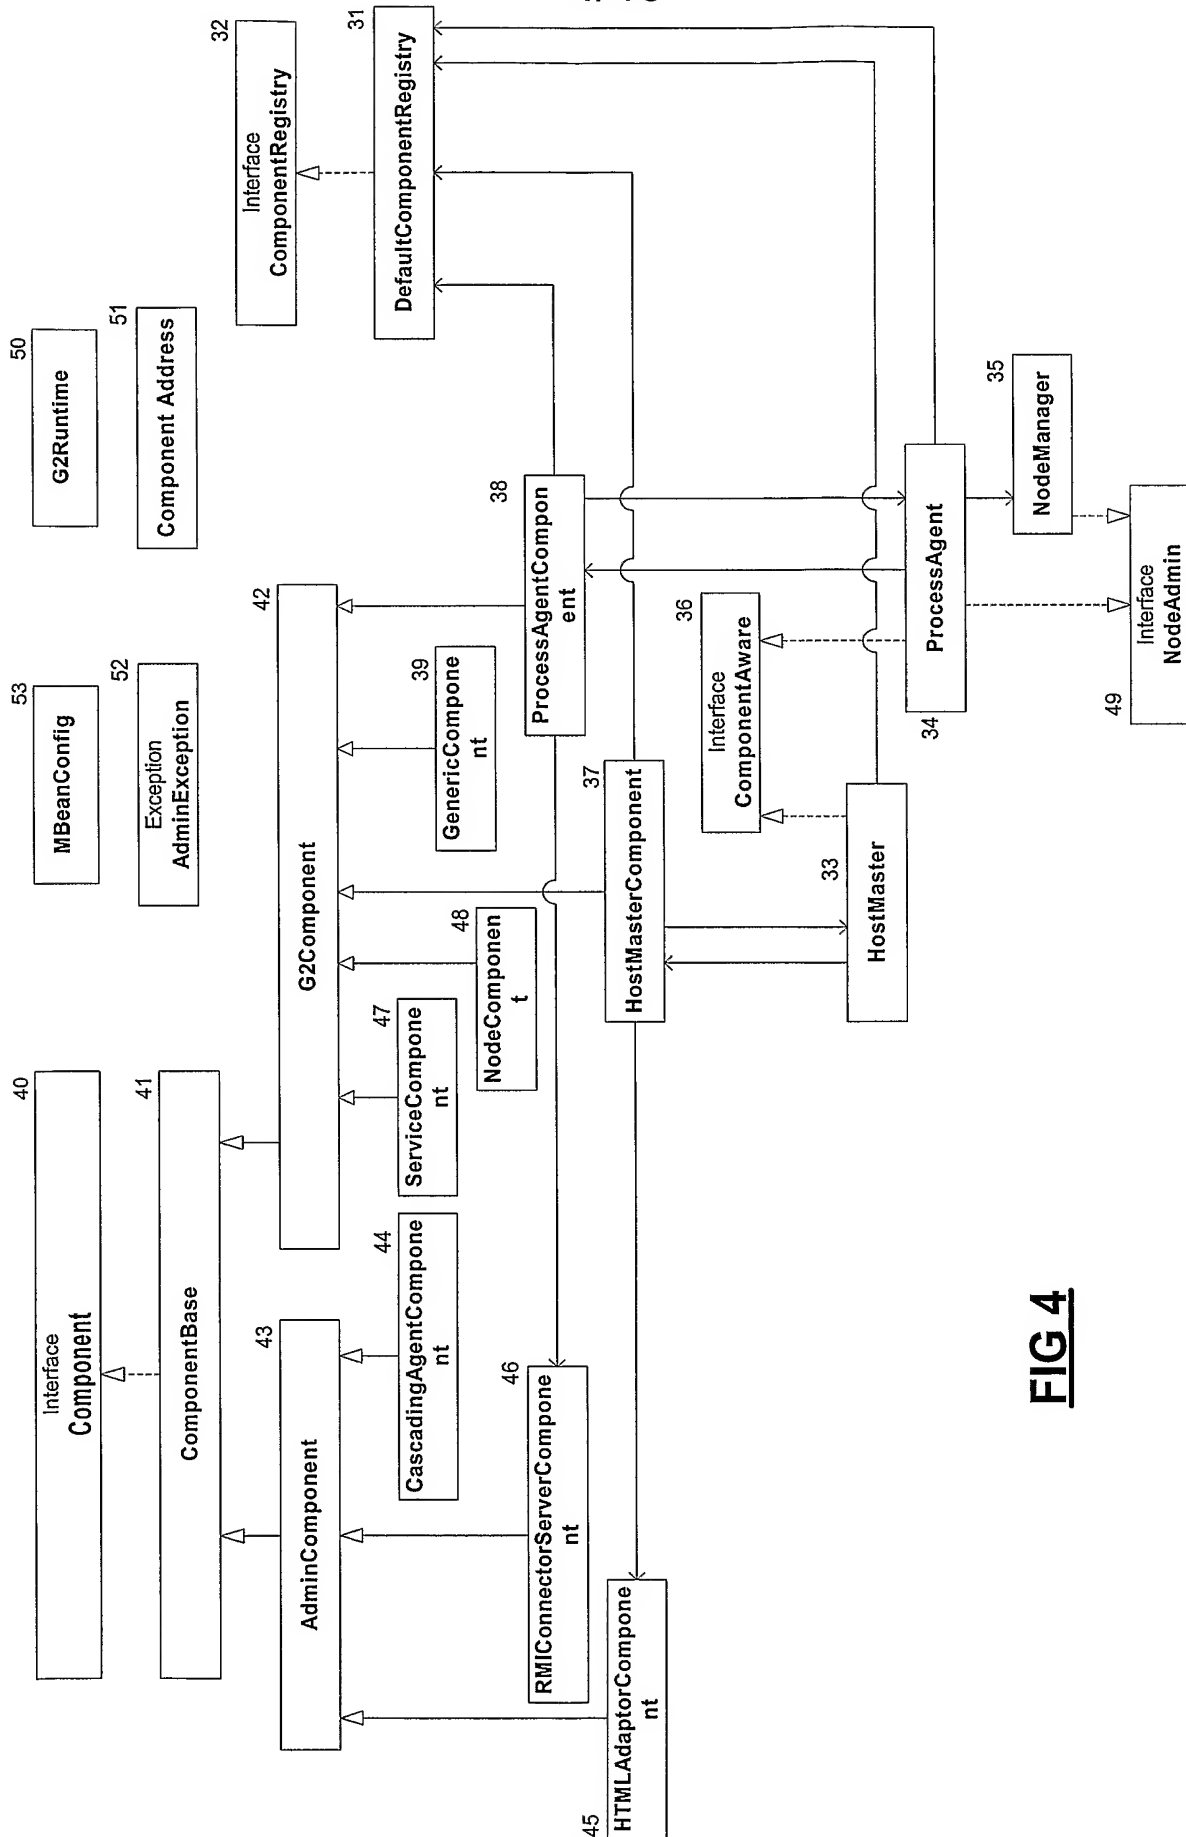 40
Interface
Component
53
MBeanConfig
50
G2Runtime
41
ComponentBase
52
Exception
AdminException
51
Component Address
32
Interface
ComponentRegistry
43
AdminComponent
42
G2Component
31
DefaultComponentRegistry
44
CascadingAgentCompone
nt
47
ServiceCompone
nt
39
GenericCompone
nt
48
NodeComponen
t
46
RMIConnectorServerCompone
nt
38
ProcessAgentCompon
ent
45
HTMLAdaptorCompone
nt
37
HostMasterComponent
36
Interface
ComponentAware
33
HostMaster
34
ProcessAgent
35
NodeManager
49
Interface
NodeAdmin
FIG 4